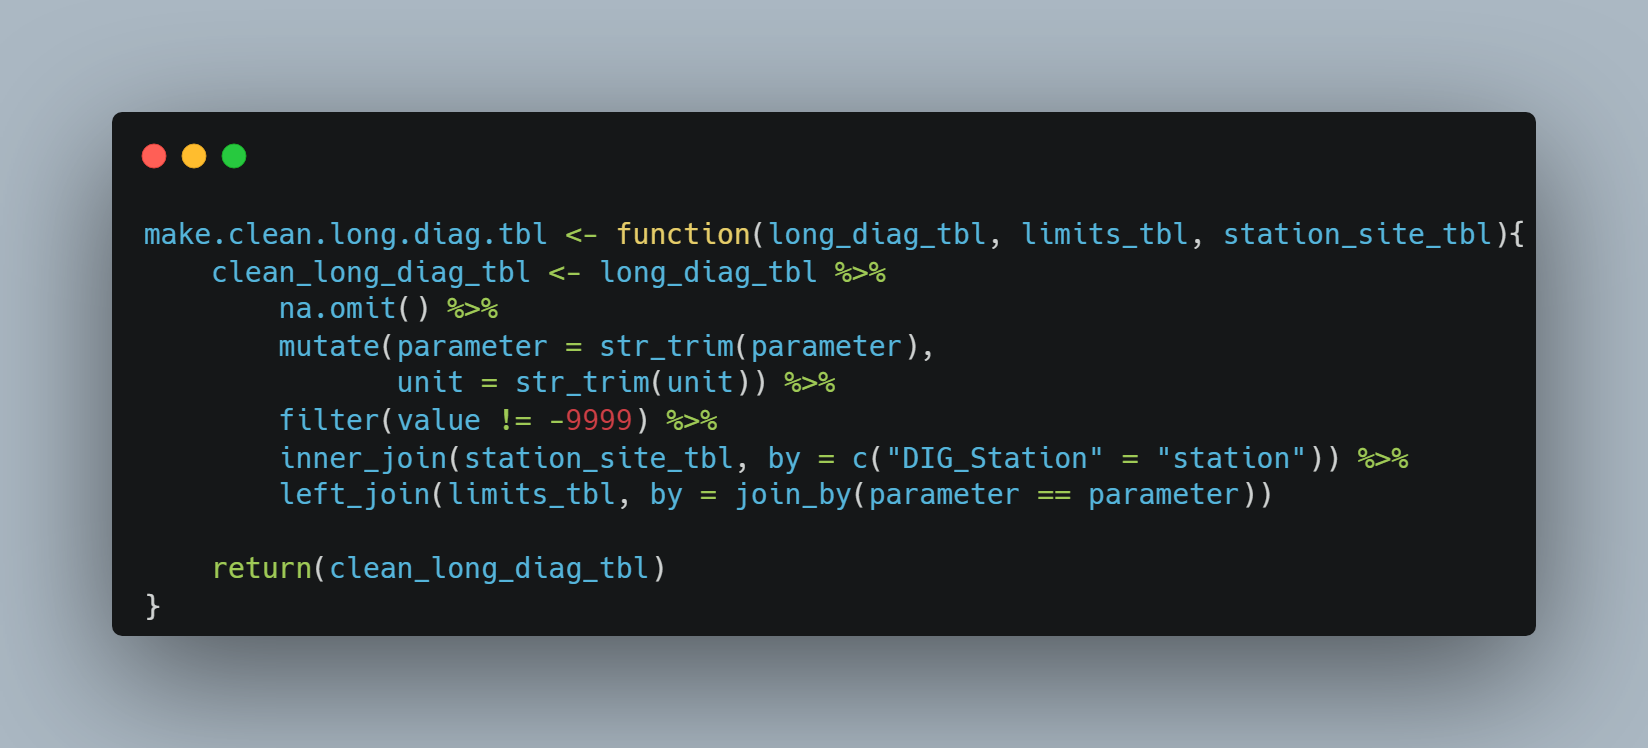 make.clean.long.diag.tbl <- function(long_diag_tbl, limits_tbl, station_site_tbl){
    clean_long_diag_tbl <- long_diag_tbl %>%
        na.omit() %>%
        mutate(parameter = str_trim(parameter),
               unit = str_trim(unit)) %>%
        filter(value != -9999) %>%
        inner_join(station_site_tbl, by = c("DIG_Station" = "station")) %>%
        left_join(limits_tbl, by = join_by(parameter == parameter))

    return(clean_long_diag_tbl)
}